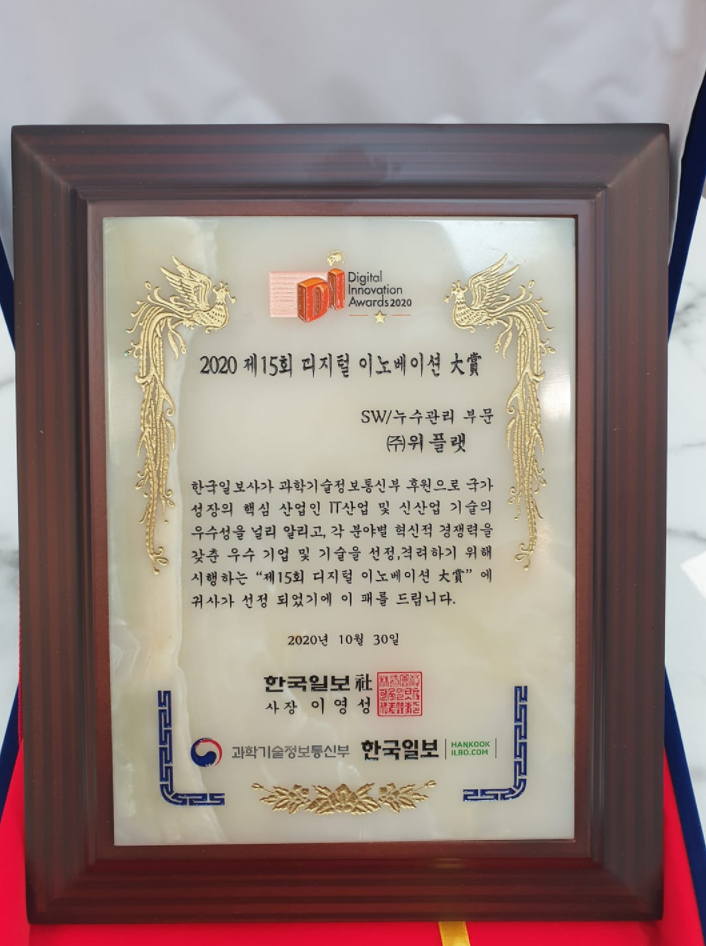 Digital
Innovation
Awards 2020
2020 제15회 디지털 이노베이션 大賞
SW/누수관리 부문
㈜위플랫
한국일보사가 과학기술정보통신부 후원으로 국가
성장의 핵심 산업인 IT산업 및 신산업 기술의
우수성을 널리 알리고, 각 분야별 혁신적 경쟁력을
갖춘 우수 기업 및 기술을 선정,격려하기 위해
시행하는 “제15회 디지털 이노베이션 大賞” 에
귀사가 선정 되었기에 이 패를 드립니다.
2020년 10월 30일
한국일보社
사장 이영성
과학기술정보통신부 한국일보 HANKOOK
ILBO.COM